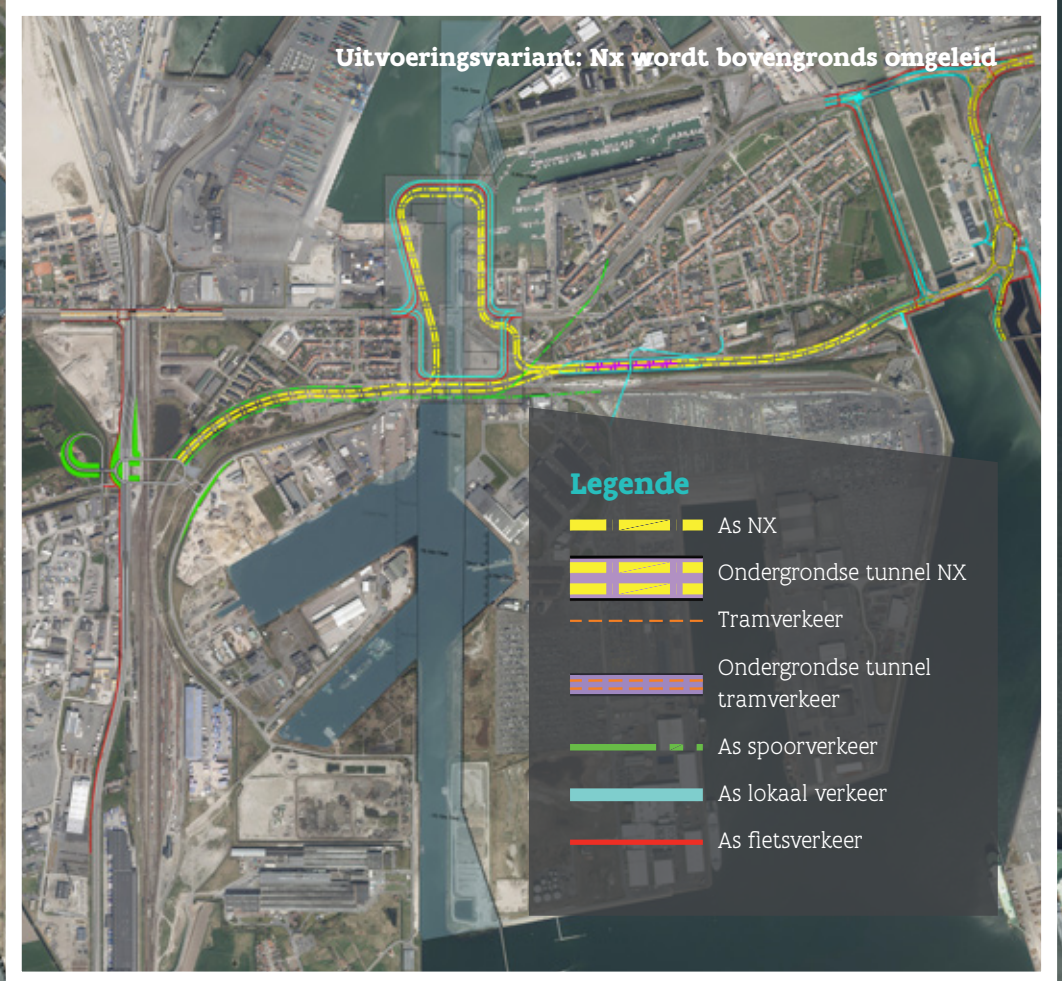 Uitvoeringsvariant: Nx wordt bovengronds omgeleid
Legende
As NX
Ondergrondse tunnel NX
Tramverkeer
Ondergrondse tunnel
tramverkeer
As spoorverkeer
As lokaal verkeer
As fietsverkeer